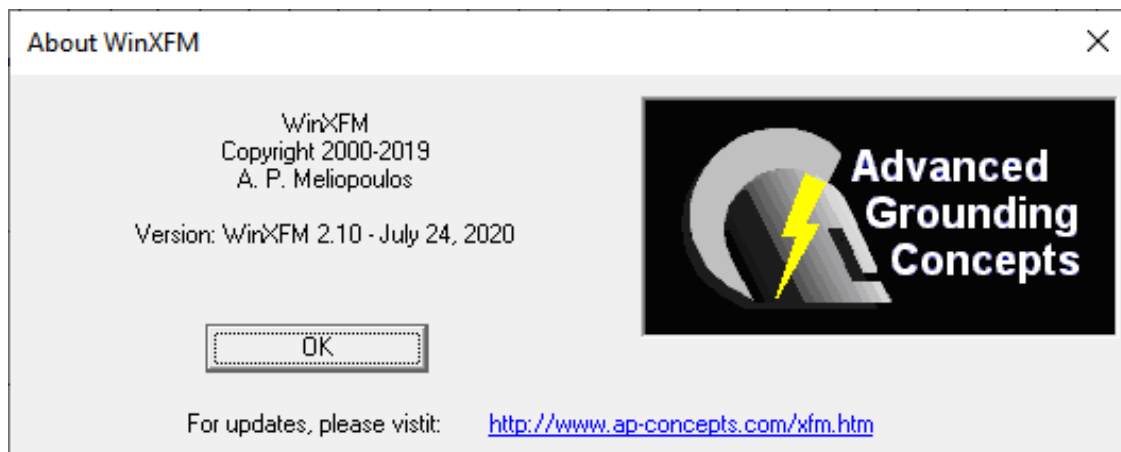 About WinXFM
WinXFM
Copyright 2000-2019
A. P. Meliopoulos
Version: WinXFM 2.10 - July 24, 2020
Advanced
Grounding
Concepts
OK
For updates, please vistit: http://www.ap-concepts.com/xfm.htm